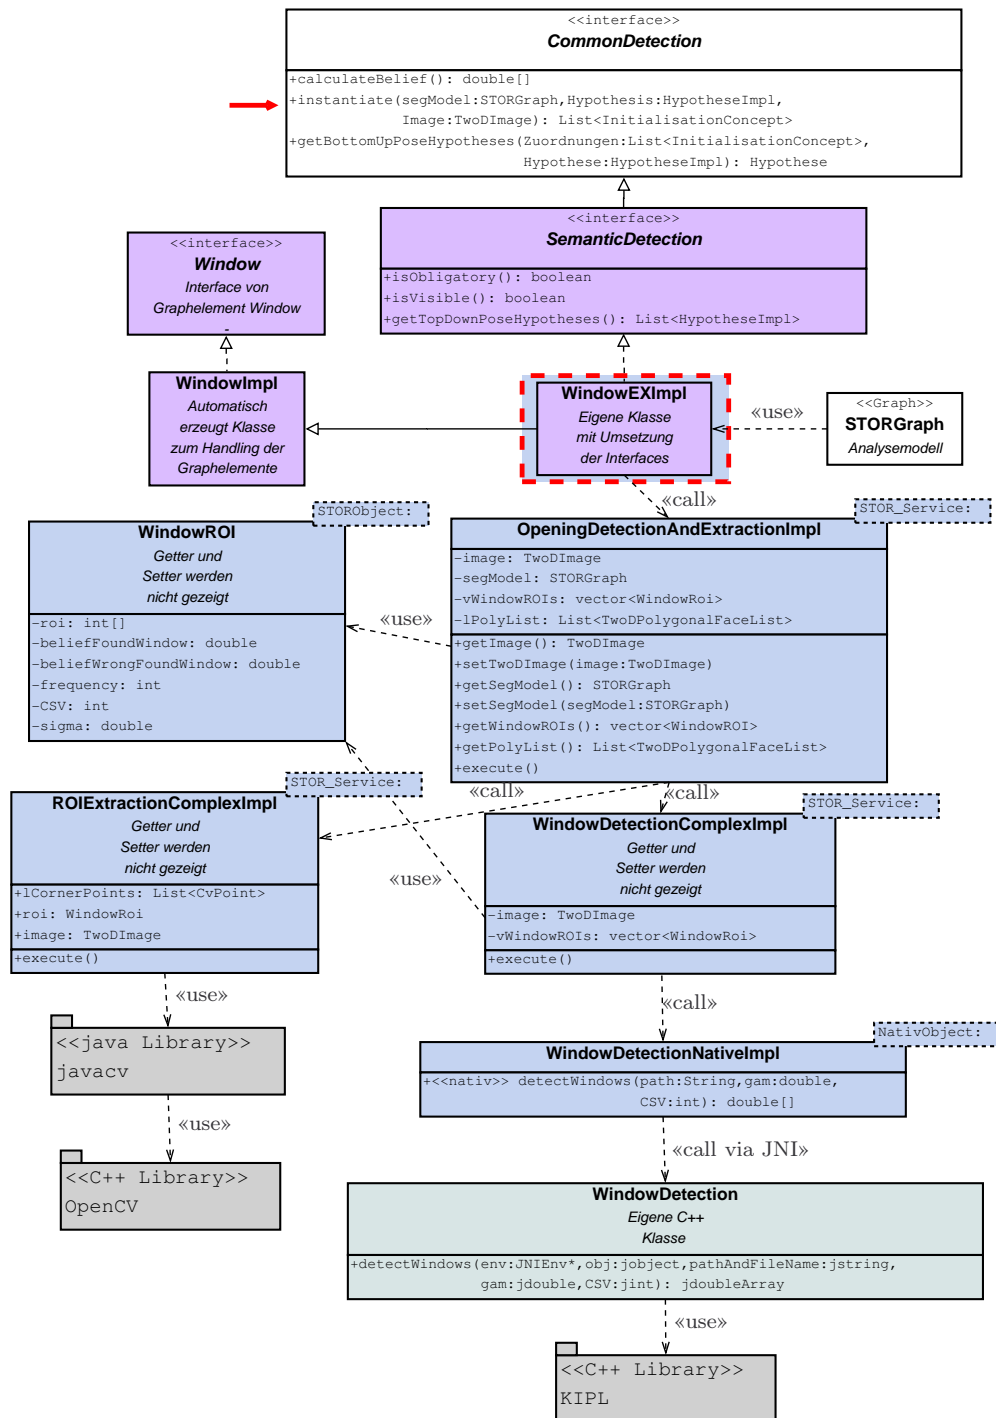 <<interface>>
CommonDetection
+calculateBelief(): double[]
+instantiate(segModel:STORGraph,Hypothesis:HypotheseImpl,
Image:TwoDImage): List<InitialisationConcept>
+getBottomUpPoseHypotheses(Zuordnungen:List<InitialisationConcept>,
Hypothese:HypotheseImpl): Hypothese
<<interface>>
SemanticDetection
+isObligatory(): boolean
+isVisible(): boolean
+getTopDownPoseHypotheses(): List<HypotheseImpl>
<<interface>>
Window
Interface von
Graphelement Window
-
WindowImpl
Automatisch
erzeugt Klasse
zum Handling der
Graphelemente
WindowEXImpl
Eigene Klasse
mit Umsetzung
der Interfaces
«use»
<<Graph>>
STORGraph
Analysemodell
«call»
STORObject:
WindowROI
Getter und
Setter werden
nicht gezeigt
-roi: int[]
-beliefFoundWindow: double
-beliefWrongFoundWindow: double
-frequency: int
-CSV: int
-sigma: double
«use»
STOR_Service:
OpeningDetectionAndExtractionImpl
-image: TwoDImage
-segModel: STORGraph
-vWindowROIs: vector<WindowRoi>
-lPolyList: List<TwoDPolygonalFaceList>
+getImage(): TwoDImage
+setTwoDImage(image:TwoDImage)
+getSegModel(): STORGraph
+setSegModel(segModel:STORGraph)
+getWindowROIs(): vector<WindowROI>
+getPolyList(): List<TwoDPolygonalFaceList>
+execute()
«call»
«call»
STOR_Service:
ROIExtractionComplexImpl
Getter und
Setter werden
nicht gezeigt
+lCornerPoints: List<CvPoint>
+roi: WindowRoi
+image: TwoDImage
+execute()
«use»
STOR_Service:
WindowDetectionComplexImpl
Getter und
Setter werden
nicht gezeigt
-image: TwoDImage
-vWindowROIs: vector<WindowRoi>
+execute()
«use»
«call»
<<java Library>>
javacv
«use»
<<C++ Library>>
OpenCV
NativObject:
WindowDetectionNativeImpl
+<<nativ>> detectWindows(path:String,gam:double,
CSV:int): double[]
«call via JNI»
WindowDetection
Eigene C++
Klasse
+detectWindows(env:JNIEnv*,obj:jobject,pathAndFileName:jstring,
gam:jdouble,CSV:jint): jdoubleArray
«use»
<<C++ Library>>
KIPL